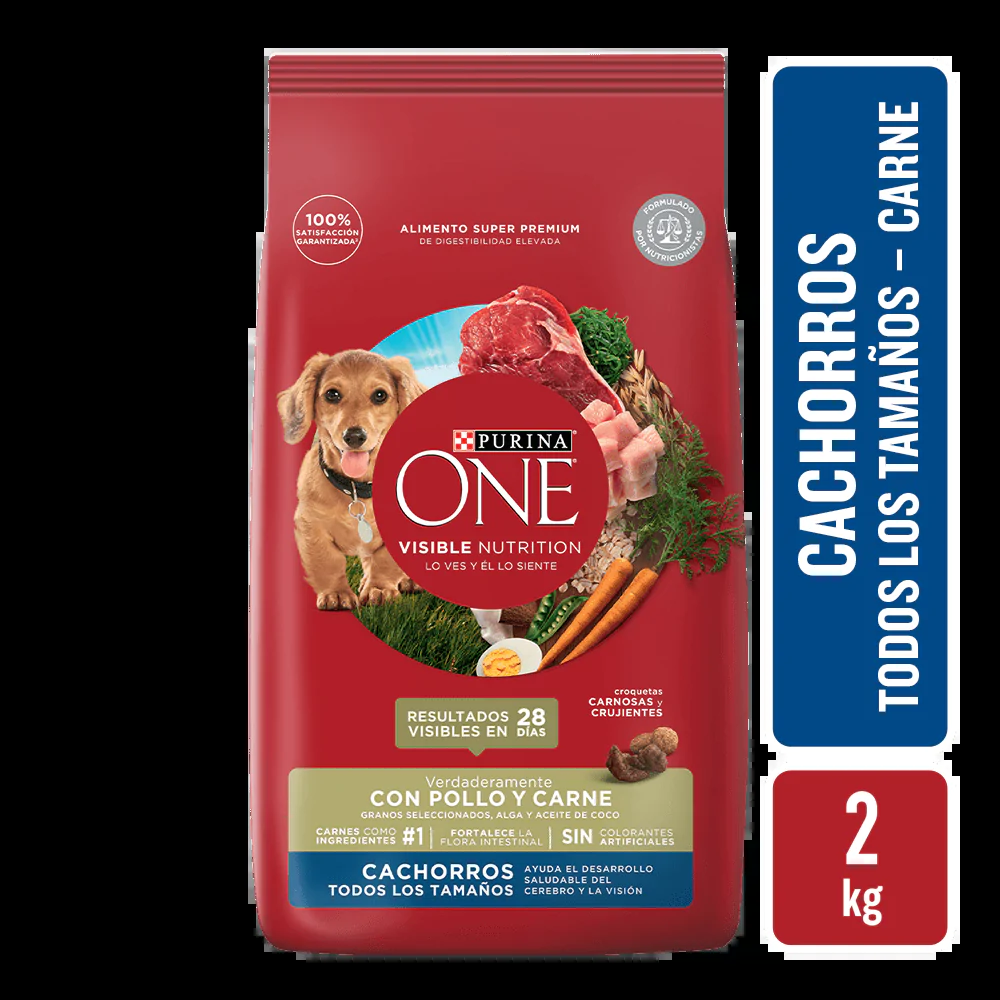 100%
SATISFACCIÓN
GARANTIZADA
ALIMENTO SUPER PREMIUM
DE DIGESTIBILIDAD ELEVADA
FORMULADO
POR NUTRICIONISTAS
PURINA
ONE
VISIBLE NUTRITION
LO VES Y ÉL LO SIENTE
croquetas
CARNOSAS y
CRUJIENTES
RESULTADOS
VISIBLES EN
28
DÍAS
Verdaderamente
CON POLLO Y CARNE
GRANOS SELECCIONADOS, ALGA Y ACEITE DE COCO
CARNES COMO
INGREDIENTES #1
FORTALECE LA
FLORA INTESTINAL
SIN COLORANTES
ARTIFICIALES
CACHORROS
TODOS LOS TAMAÑOS
AYUDA EL DESARROLLO
SALUDABLE DEL
CEREBRO Y LA VISIÓN
CACHORROS
TODOS LOS TAMAÑOS – CARNE
2
kg